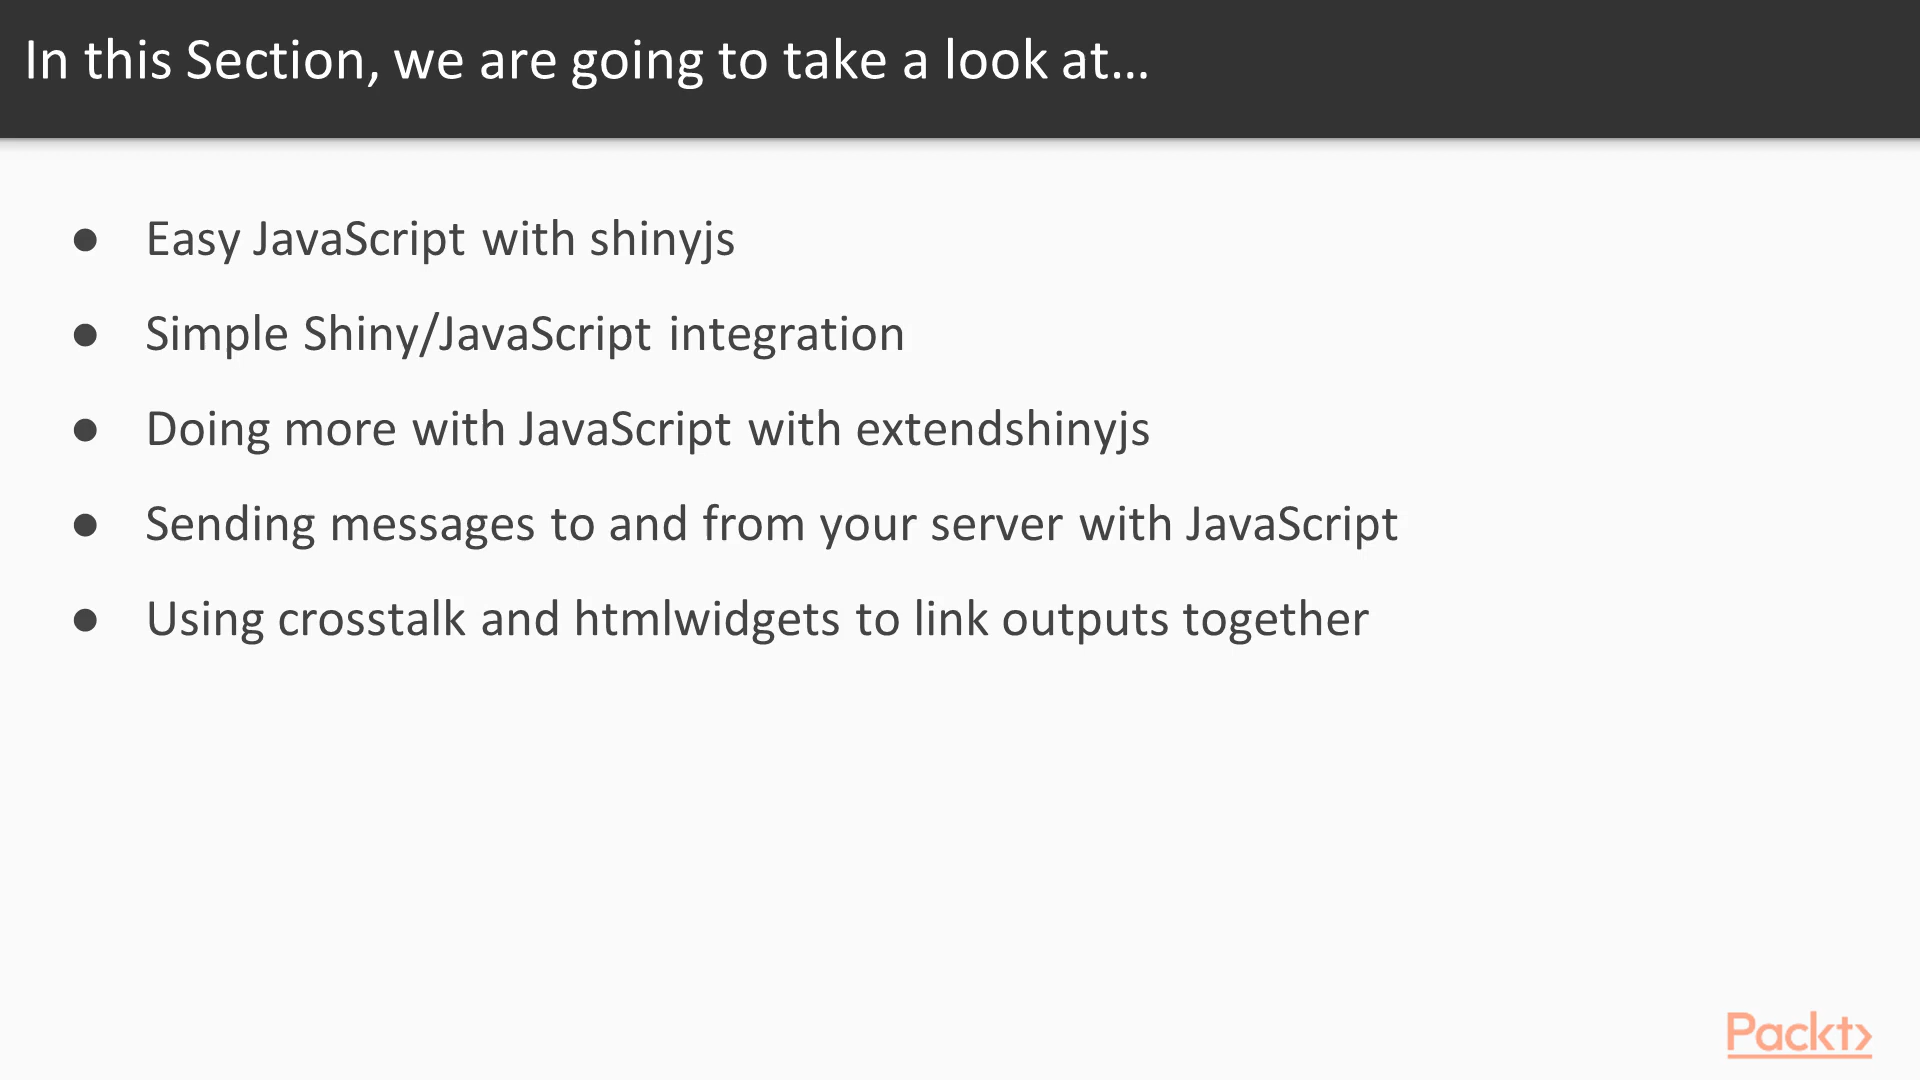 In this Section, we are going to take a look at...
● Easy JavaScript with shinyjs
● Simple Shiny/JavaScript integration
● Doing more with JavaScript with extendshinyjs
● Sending messages to and from your server with JavaScript
● Using crosstalk and htmlwidgets to link outputs together
Packt>